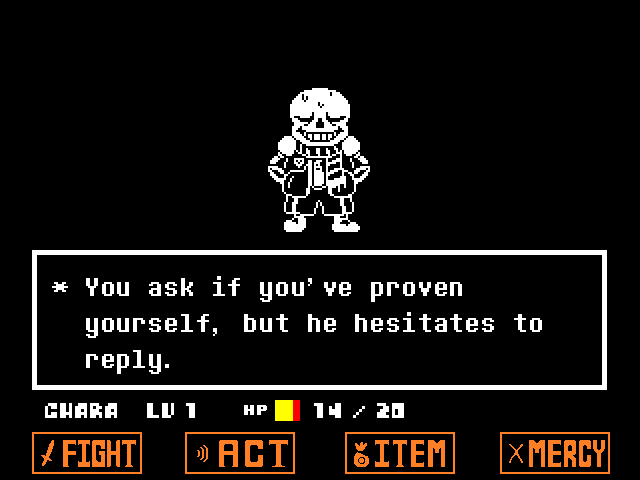 * You ask if you've proven
yourself, but he hesitates to
reply.
CHARA LV 1 HP 14 / 20
FIGHT ACT ITEM MERCY